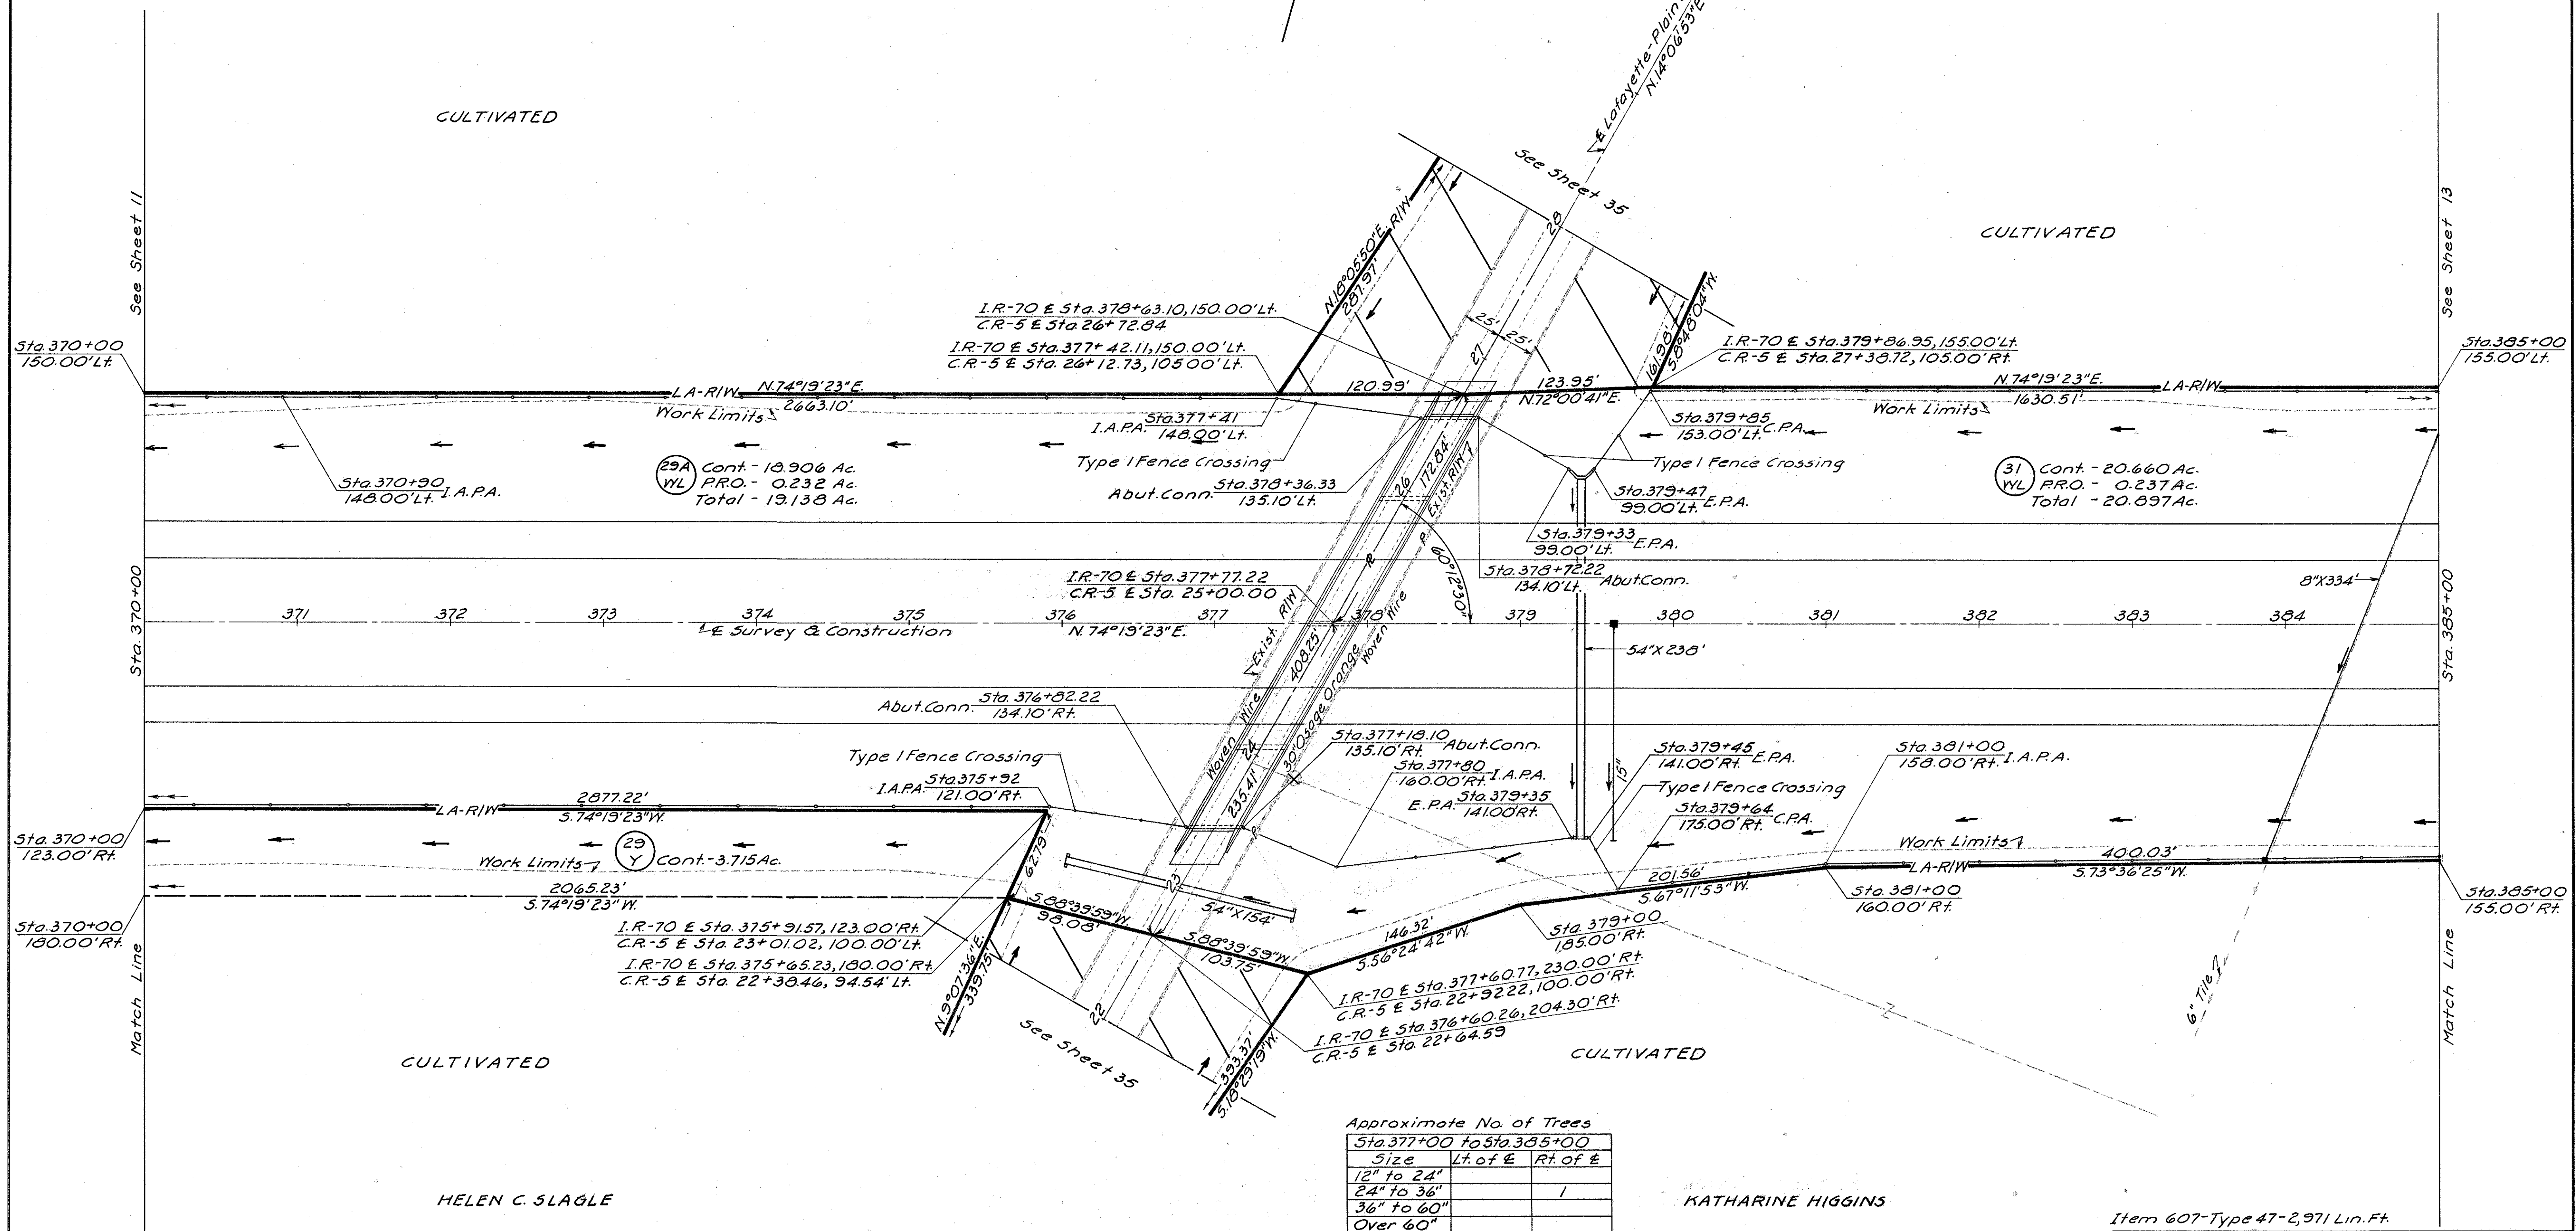 ℄ Lafayette-Plain
N.14°06'53"E
CULTIVATED
See Sheet 11
See Sheet 35
CULTIVATED
See Sheet 13
N.18°05'50"E. R/W
287.97'
28
25' 25'
27
161.98'
S.8°48'04"W.
I.R-70 ℄ Sta. 378+63.10, 150.00' Lt.
C.R-5 ℄ Sta. 26+72.84
I.R-70 ℄ Sta. 377+42.11, 150.00' Lt.
C.R-5 ℄ Sta. 26+12.73, 105.00' Lt.
I.R-70 ℄ Sta. 379+86.95, 155.00' Lt.
C.R-5 ℄ Sta. 27+38.72, 105.00' Rt.
Sta. 370+00
150.00' Lt.
Sta. 385+00
155.00' Lt.
LA-R/W N.74°19'23"E.
2663.10'
Work Limits
120.99'
123.95'
N.72°00'41"E.
N.74°19'23"E. LA-R/W
1630.51'
Work Limits
I.A.P.A. Sta. 377+41
148.00' Lt.
Sta. 379+85
153.00' Lt. C.P.A.
Type 1 Fence Crossing
Type 1 Fence Crossing
Sta. 370+90
148.00' Lt. I.A.P.A.
29A
WL
Cont. - 18.906 Ac.
P.R.O. - 0.232 Ac.
Total - 19.138 Ac.
Abut. Conn. Sta. 378+36.33
135.10' Lt.
26
172.84'
Exist. R/W
Sta. 379+47
99.00' Lt. E.P.A.
31
WL
Cont. - 20.660 Ac.
P.R.O. - 0.237 Ac.
Total - 20.897 Ac.
Sta. 379+33
99.00' Lt. E.P.A.
60°12'30"
Sta. 378+72.22
134.10' Lt. Abut. Conn.
8"X334'
I.R-70 ℄ Sta. 377+77.22
C.R-5 ℄ Sta. 25+00.00
Sta. 370+00
371 372 373 374 375 376 377 378 379 380 381 382 383 384
Sta. 385+00
℄ Survey & Construction
N.74°19'23"E.
Exist. R/W
408.25'
54"X238'
Woven Wire
Woven Wire
30' Osage Orange
24
235.41'
Abut. Conn. Sta. 376+82.22
134.10' Rt.
Sta. 377+18.10
135.10' Rt. Abut. Conn.
Sta. 377+80
160.00' Rt. I.A.P.A.
E.P.A. Sta. 379+35
141.00' Rt.
15"
Sta. 379+45
141.00' Rt. E.P.A.
Type 1 Fence Crossing
Sta. 379+64
175.00' Rt. C.P.A.
Sta. 381+00
158.00' Rt. I.A.P.A.
Type 1 Fence Crossing
I.A.P.A. Sta 375+92
121.00' Rt.
2877.22'
LA-R/W
S.74°19'23"W.
Sta. 370+00
123.00' Rt.
Work Limits
29
Y
Cont.-3.715 Ac.
62.79'
2065.23'
S.74°19'23"W.
Sta. 370+00
180.00' Rt.
Work Limits
LA-R/W
400.03'
S.73°36'25"W.
201.56'
S.67°11'53"W.
Sta. 381+00
160.00' Rt.
Sta. 385+00
155.00' Rt.
23
S.88°39'59"W.
98.08'
54"X154'
S.88°39'59"W.
103.75'
146.32'
S.56°24'42"W.
Sta. 379+00
185.00' Rt.
I.R-70 ℄ Sta. 375+91.57, 123.00' Rt.
C.R-5 ℄ Sta. 23+01.02, 100.00' Lt.
I.R-70 ℄ Sta. 375+65.23, 180.00' Rt.
C.R-5 ℄ Sta. 22+38.46, 94.54' Lt.
N.9°07'36"E.
339.75'
I.R-70 ℄ Sta. 377+60.77, 230.00' Rt.
C.R-5 ℄ Sta. 22+92.22, 100.00' Rt.
I.R-70 ℄ Sta. 376+60.26, 204.30' Rt.
C.R-5 ℄ Sta. 22+64.59
22
See Sheet 35
393.37'
S.18°29'19"W.
Match Line
6" Tile
Match Line
CULTIVATED
CULTIVATED
Approximate No. of Trees
Sta. 377+00 to Sta. 385+00
Size Lt. of ℄ Rt. of ℄
12" to 24"
24" to 36" 1
36" to 60"
Over 60"
HELEN C. SLAGLE
KATHARINE HIGGINS
Item 607-Type 47-2,971 Lin. Ft.